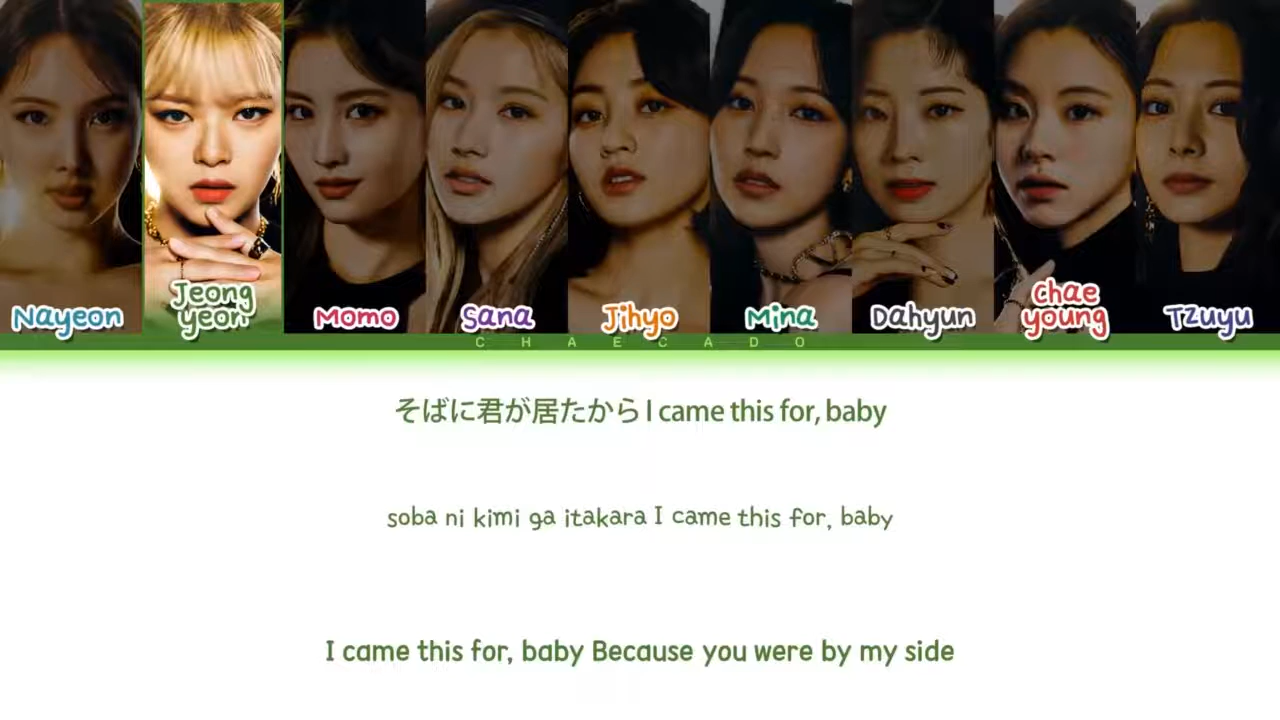 Nayeon
Jeong
yeon
Momo
Sana
Jihyo
Mina
Dahyun
chae
young
Tzuyu
CHAECADO
そばに君が居たから I came this for, baby
soba ni kimi ga itakara I came this for, baby
I came this for, baby Because you were by my side